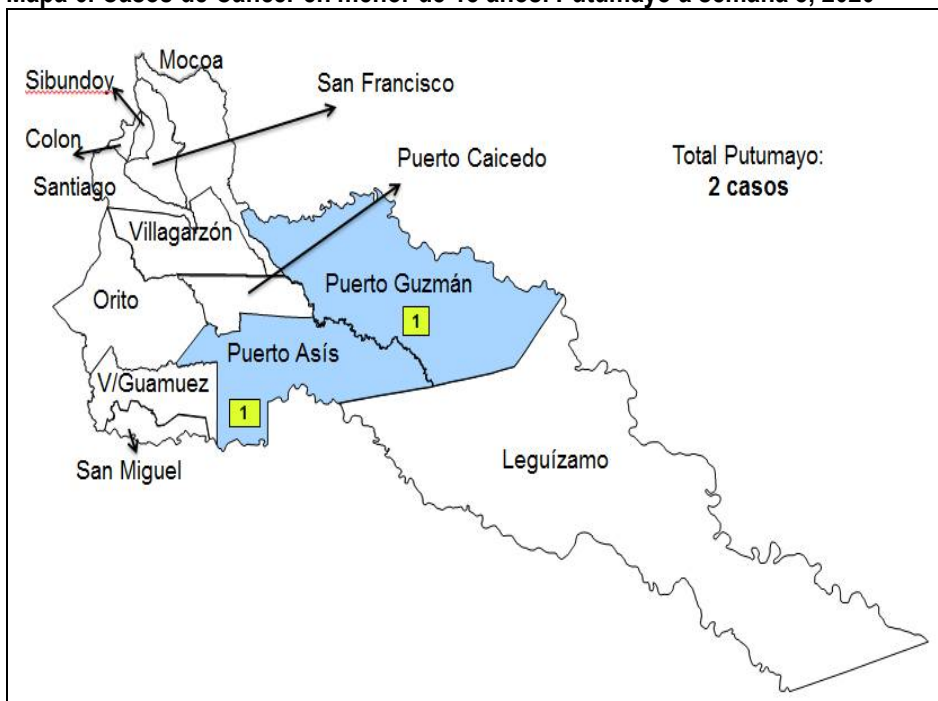 Mocoa
Sibundoy
San Francisco
Colon
Puerto Caicedo
Total Putumayo:
2 casos
Santiago
Villagarzón
Puerto Guzmán
Orito
1
Puerto Asís
V/Guamuez
1
Leguízamo
San Miguel